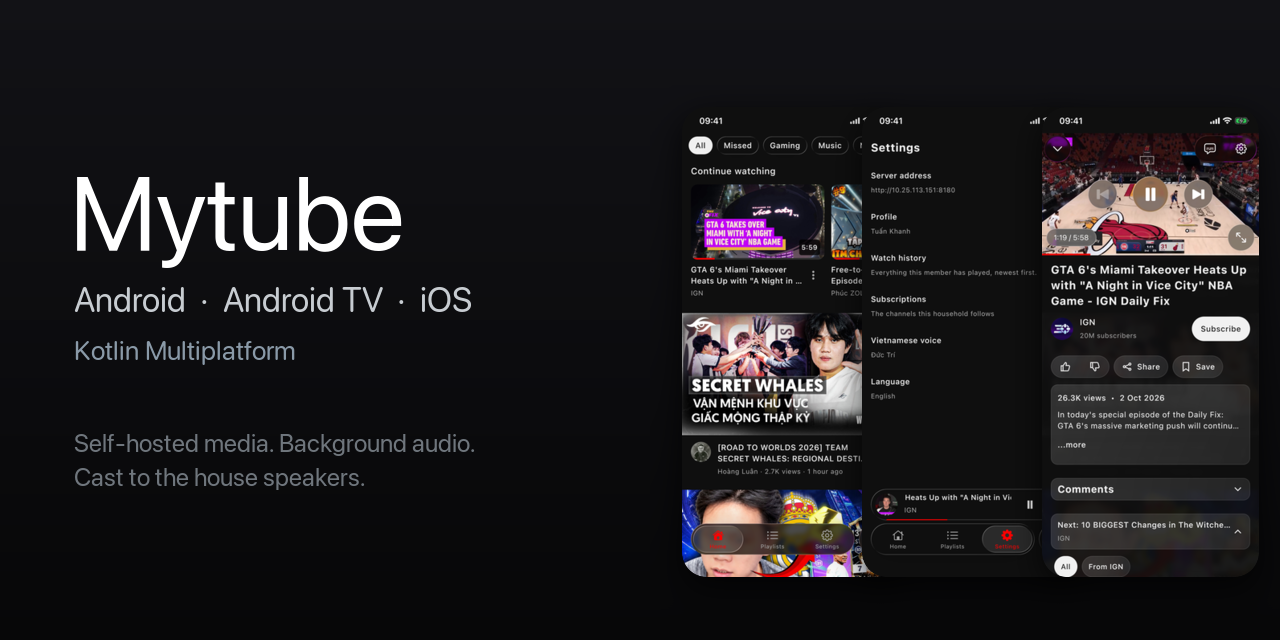 Mytube
Android · Android TV · iOS
Kotlin Multiplatform
Self-hosted media. Background audio.
Cast to the house speakers.
09:41
All
Missed
Gaming
Music
Continue watching
GTA 6 TAKES OVER
MIAMI WITH 'A NIGHT
IN VICE CITY' NBA GAME
5:59
GTA 6's Miami Takeover
Heats Up with "A Night in ...
IGN
Free-to-
Episode
SECRET WHALES
VẬN MỆNH KHU VỰC
GIẤC MỘNG THẬP KỶ
[ROAD TO WORLDS 2026] TEAM
SECRET WHALES: REGIONAL DESTI
Hoàng Luân · 2.7K views · 1 hour ago
Home
Playlists
Settings
09:41
Settings
Server address
http://10.25.113.151:8180
Profile
Tuấn Khanh
Watch history
Everything this member has played, newest first.
Subscriptions
The channels this household follows
Vietnamese voice
Đức Trí
Language
English
Heats Up with "A Night in Vi
IGN
Home
Playlists
Settings
09:41
1:19 / 5:58
GTA 6's Miami Takeover Heats Up
with "A Night in Vice City" NBA
Game - IGN Daily Fix
IGN
20M subscribers
Subscribe
Share
Save
26.3K views • 2 Oct 2026
In today's special episode of the Daily Fix:
GTA 6's massive marketing push will continu...
...more
Comments
Next: 10 BIGGEST Changes in The Witche...
IGN
All
From IGN